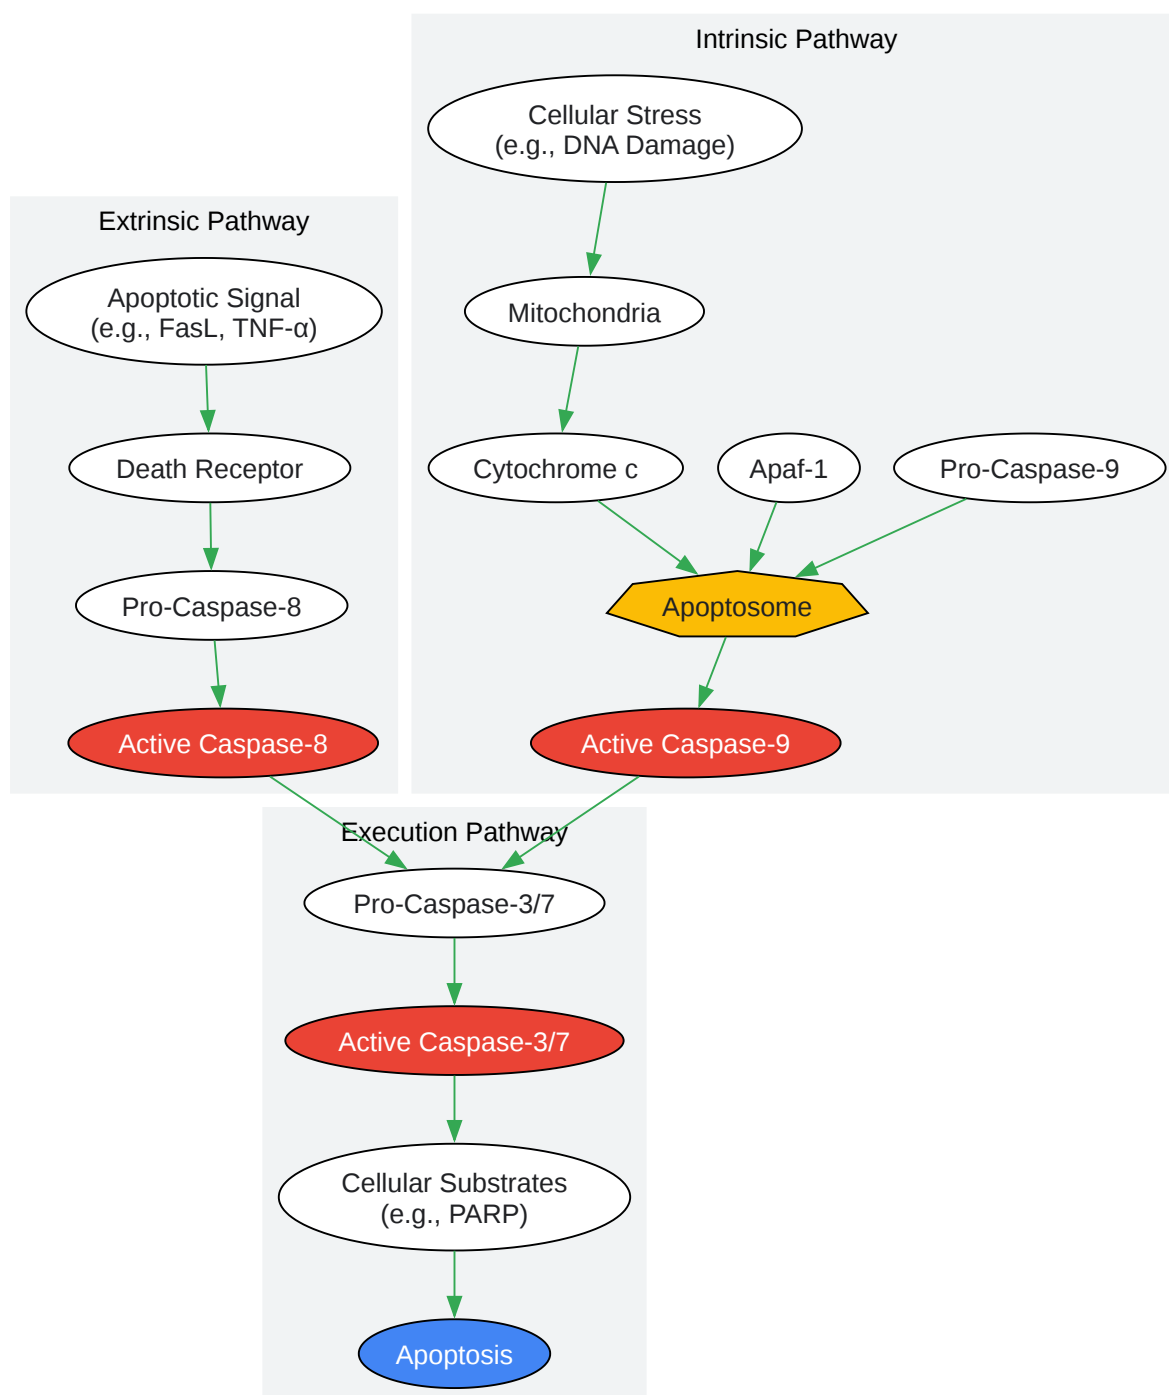 Intrinsic Pathway
Cellular Stress
(e.g., DNA Damage)
Mitochondria
Cytochrome c
Apaf-1
Pro-Caspase-9
Apoptosome
Active Caspase-9
Extrinsic Pathway
Apoptotic Signal
(e.g., FasL, TNF-α)
Death Receptor
Pro-Caspase-8
Active Caspase-8
Execution Pathway
Pro-Caspase-3/7
Active Caspase-3/7
Cellular Substrates
(e.g., PARP)
Apoptosis